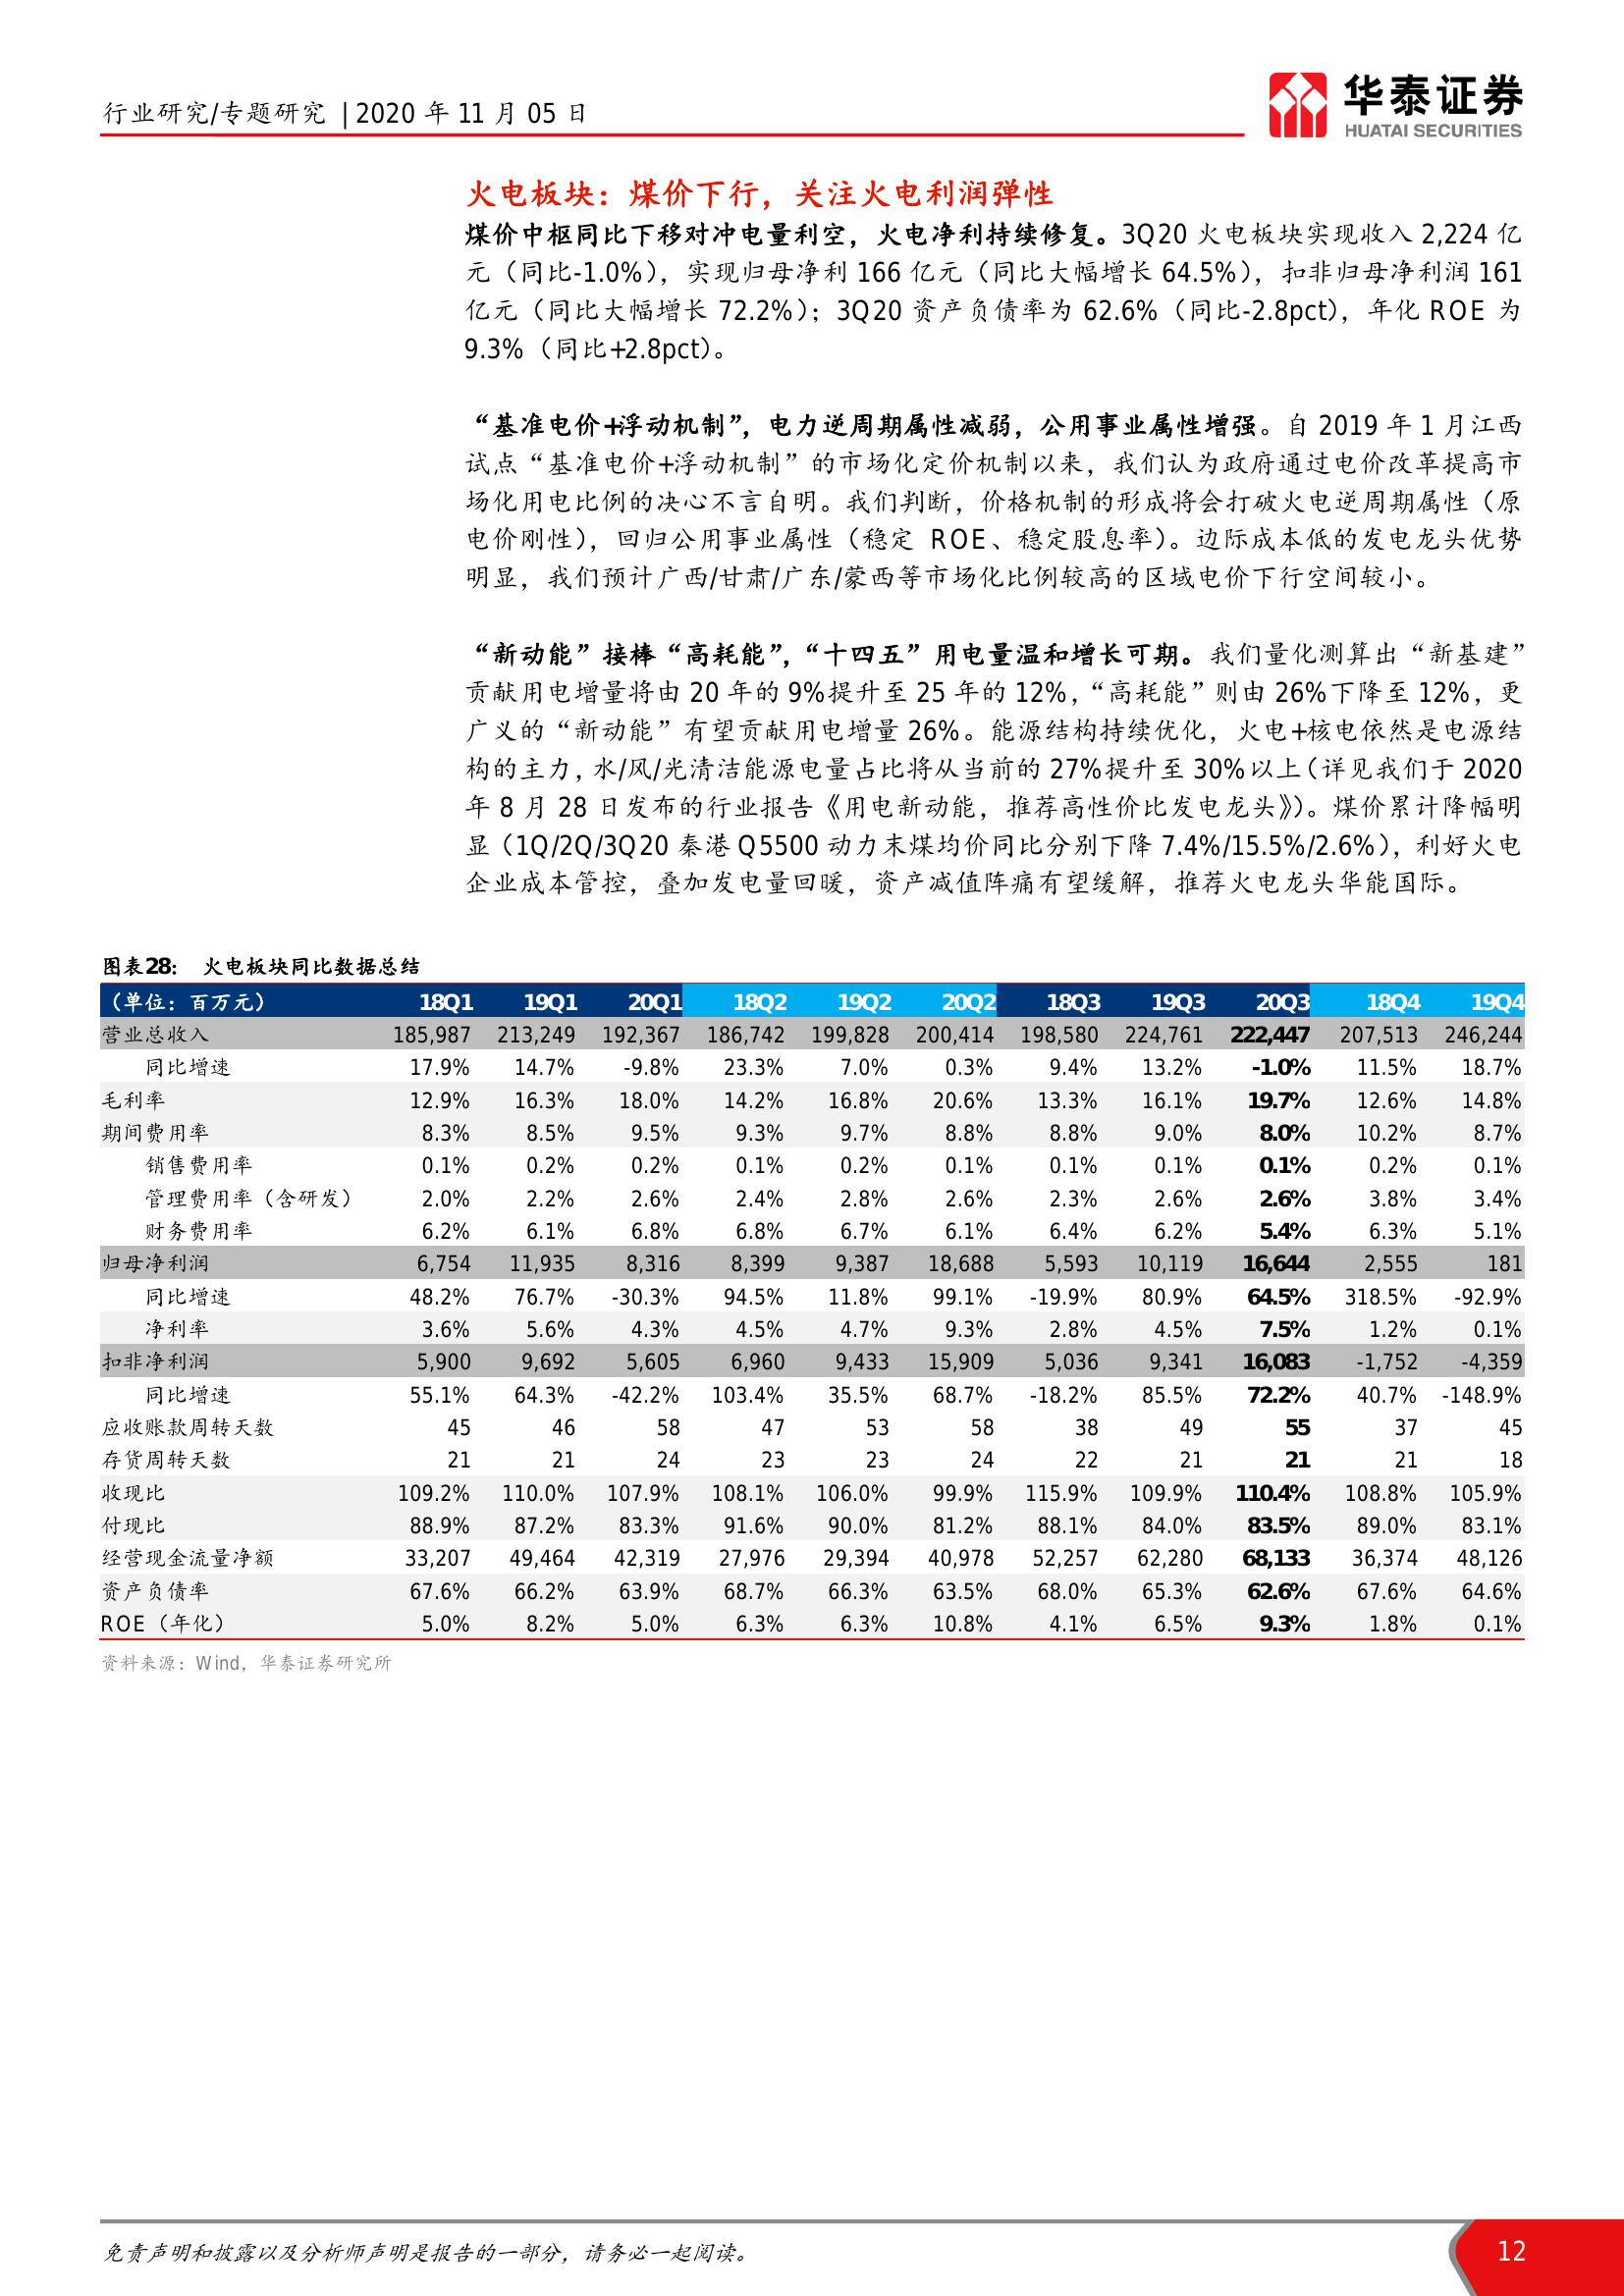 行业研究/专题研究 | 2020 年 11 月 05 日
华泰证券
HUATAI SECURITIES
火电板块：煤价下行，关注火电利润弹性
煤价中枢同比下移对冲电量利空，火电净利持续修复。3Q20 火电板块实现收入 2,224 亿
元（同比-1.0%），实现归母净利 166 亿元（同比大幅增长 64.5%），扣非归母净利润 161
亿元（同比大幅增长 72.2%）；3Q20 资产负债率为 62.6%（同比-2.8pct），年化 ROE 为
9.3%（同比+2.8pct）。
“基准电价+浮动机制”，电力逆周期属性减弱，公用事业属性增强。自 2019 年 1 月江西
试点“基准电价+浮动机制”的市场化定价机制以来，我们认为政府通过电价改革提高市
场化用电比例的决心不言自明。我们判断，价格机制的形成将会打破火电逆周期属性（原
电价刚性），回归公用事业属性（稳定 ROE、稳定股息率）。边际成本低的发电龙头优势
明显，我们预计广西/甘肃/广东/蒙西等市场化比例较高的区域电价下行空间较小。
“新动能”接棒“高耗能”，“十四五”用电量温和增长可期。我们量化测算出“新基建”
贡献用电增量将由 20 年的 9%提升至 25 年的 12%，“高耗能”则由 26%下降至 12%，更
广义的“新动能”有望贡献用电增量 26%。能源结构持续优化，火电+核电依然是电源结
构的主力，水/风/光清洁能源电量占比将从当前的 27%提升至 30%以上（详见我们于 2020
年 8 月 28 日发布的行业报告《用电新动能，推荐高性价比发电龙头》）。煤价累计降幅明
显（1Q/2Q/3Q20 秦港 Q5500 动力末煤均价同比分别下降 7.4%/15.5%/2.6%），利好火电
企业成本管控，叠加发电量回暖，资产减值阵痛有望缓解，推荐火电龙头华能国际。
图表28： 火电板块同比数据总结
（单位：百万元） 18Q1 19Q1 20Q1 18Q2 19Q2 20Q2 18Q3 19Q3 20Q3 18Q4 19Q4
营业总收入 185,987 213,249 192,367 186,742 199,828 200,414 198,580 224,761 222,447 207,513 246,244
同比增速 17.9% 14.7% -9.8% 23.3% 7.0% 0.3% 9.4% 13.2% -1.0% 11.5% 18.7%
毛利率 12.9% 16.3% 18.0% 14.2% 16.8% 20.6% 13.3% 16.1% 19.7% 12.6% 14.8%
期间费用率 8.3% 8.5% 9.5% 9.3% 9.7% 8.8% 8.8% 9.0% 8.0% 10.2% 8.7%
销售费用率 0.1% 0.2% 0.2% 0.1% 0.2% 0.1% 0.1% 0.1% 0.1% 0.2% 0.1%
管理费用率（含研发） 2.0% 2.2% 2.6% 2.4% 2.8% 2.6% 2.3% 2.6% 2.6% 3.8% 3.4%
财务费用率 6.2% 6.1% 6.8% 6.8% 6.7% 6.1% 6.4% 6.2% 5.4% 6.3% 5.1%
归母净利润 6,754 11,935 8,316 8,399 9,387 18,688 5,593 10,119 16,644 2,555 181
同比增速 48.2% 76.7% -30.3% 94.5% 11.8% 99.1% -19.9% 80.9% 64.5% 318.5% -92.9%
净利率 3.6% 5.6% 4.3% 4.5% 4.7% 9.3% 2.8% 4.5% 7.5% 1.2% 0.1%
扣非净利润 5,900 9,692 5,605 6,960 9,433 15,909 5,036 9,341 16,083 -1,752 -4,359
同比增速 55.1% 64.3% -42.2% 103.4% 35.5% 68.7% -18.2% 85.5% 72.2% 40.7% -148.9%
应收账款周转天数 45 46 58 47 53 58 38 49 55 37 45
存货周转天数 21 21 24 23 23 24 22 21 21 21 18
收现比 109.2% 110.0% 107.9% 108.1% 106.0% 99.9% 115.9% 109.9% 110.4% 108.8% 105.9%
付现比 88.9% 87.2% 83.3% 91.6% 90.0% 81.2% 88.1% 84.0% 83.5% 89.0% 83.1%
经营现金流量净额 33,207 49,464 42,319 27,976 29,394 40,978 52,257 62,280 68,133 36,374 48,126
资产负债率 67.6% 66.2% 63.9% 68.7% 66.3% 63.5% 68.0% 65.3% 62.6% 67.6% 64.6%
ROE（年化） 5.0% 8.2% 5.0% 6.3% 6.3% 10.8% 4.1% 6.5% 9.3% 1.8% 0.1%
资料来源：Wind，华泰证券研究所
免责声明和披露以及分析师声明是报告的一部分，请务必一起阅读。
12